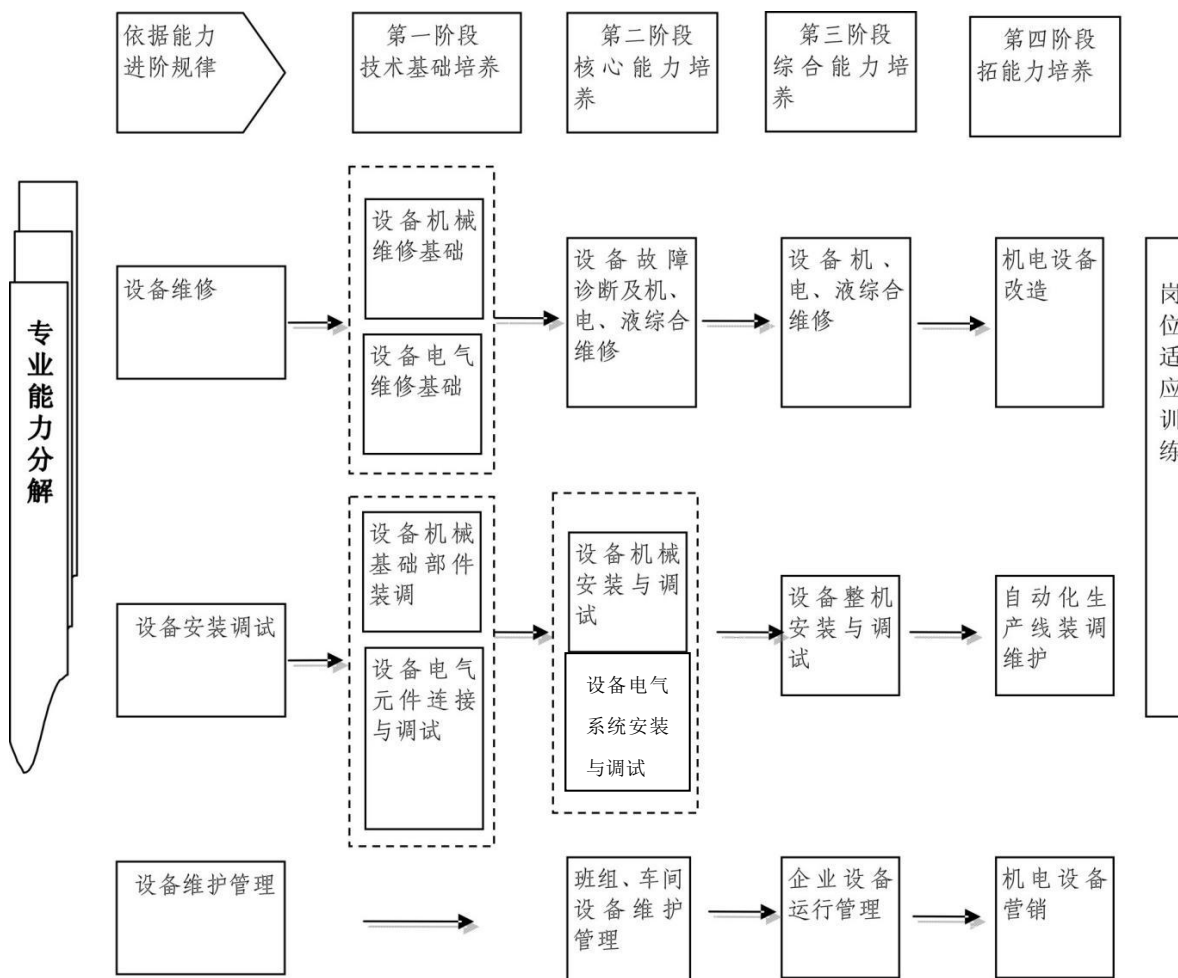 依据能力
进阶规律
第一阶段
技术基础培养
第二阶段
核心能力培
养
第三阶段
综合能力培
养
第四阶段
拓能力培养
专业能力分解
设备维修
设备机械
维修基础
设备电气
维修基础
设备故障
诊断及机、
电、液综合
维修
设备机、
电、液综合
维修
机电设备
改造
岗位适应训练
设备安装调试
设备机械
基础部件
装调
设备电气
元件连接
与调试
设备机械
安装与调
试
设备电气
系统安装
与调试
设备整机
安装与调
试
自动化生
产线装调
维护
设备维护管理
班组、车间
设备维护
管理
企业设备
运行管理
机电设备
营销